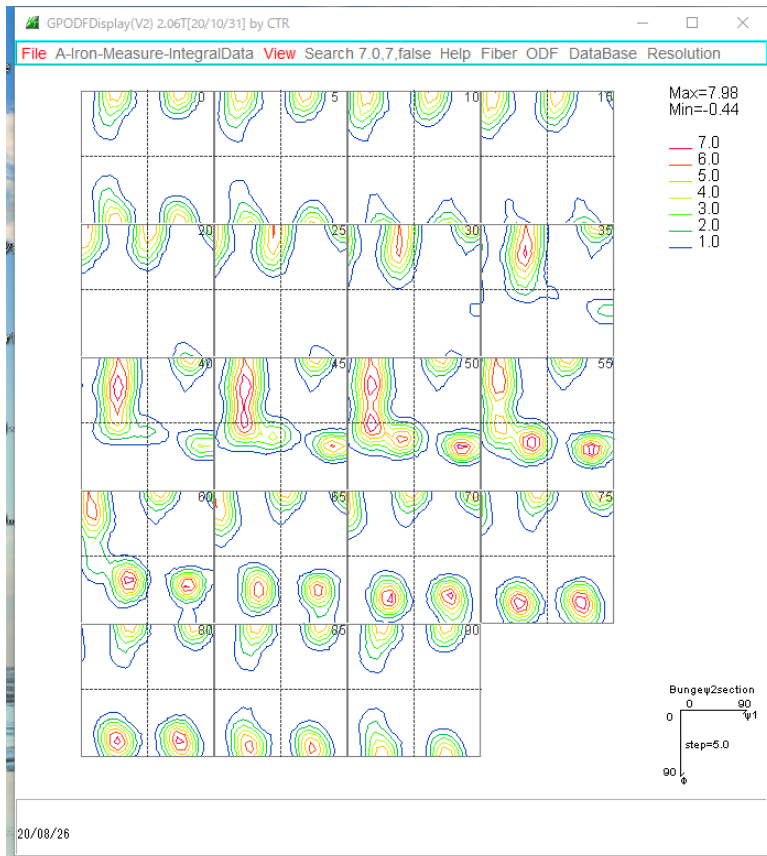 GPODFDisplay(V2) 2.06T[20/10/31] by CTR
File A-Iron-Measure-IntegralData View Search 7.0,7,false Help Fiber ODF DataBase Resolution
0 5 10 15
Max=7.98
Min=-0.44
7.0
6.0
5.0
4.0
3.0
2.0
1.0
20 25 30 35
40 45 50 55
60 65 70 75
80 85 90
Bungeψ2section
0 90
0 ψ1
step=5.0
90
Φ
20/08/26